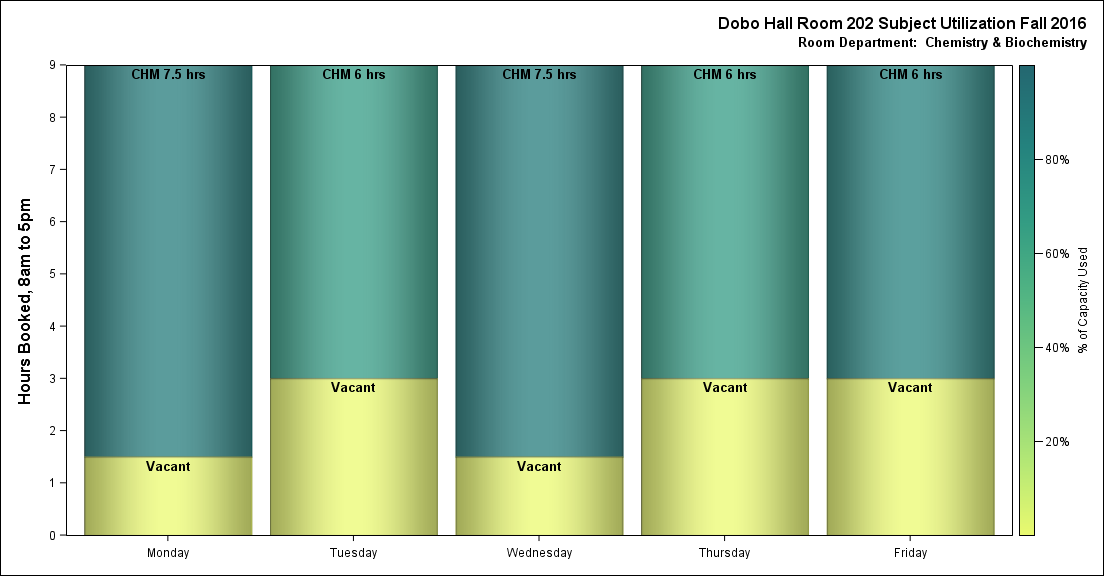 Dobo Hall Room 202 Subject Utilization Fall 2016
Room Department:  Chemistry & Biochemistry
Hours Booked, 8am to 5pm
9
8
7
6
5
4
3
2
1
0
CHM 7.5 hrs
CHM 6 hrs
CHM 7.5 hrs
CHM 6 hrs
CHM 6 hrs
Vacant
Vacant
Vacant
Vacant
Vacant
Monday
Tuesday
Wednesday
Thursday
Friday
80%
60%
40%
20%
% of Capacity Used